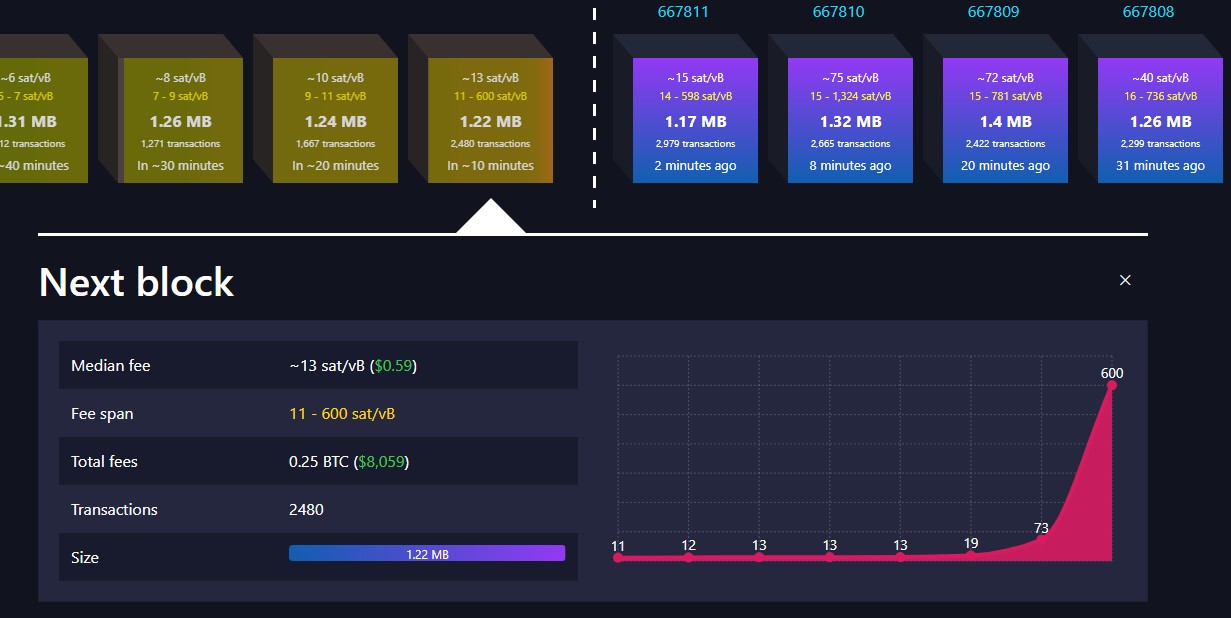 667811
667810
667809
667808
~6 sat/vB
5 - 7 sat/vB
1.31 MB
12 transactions
~40 minutes
~8 sat/vB
7 - 9 sat/vB
1.26 MB
1,271 transactions
In ~30 minutes
~10 sat/vB
9 - 11 sat/vB
1.24 MB
1,667 transactions
In ~20 minutes
~13 sat/vB
11 - 600 sat/vB
1.22 MB
2,480 transactions
In ~10 minutes
~15 sat/vB
14 - 598 sat/vB
1.17 MB
2,979 transactions
2 minutes ago
~75 sat/vB
15 - 1,324 sat/vB
1.32 MB
2,665 transactions
8 minutes ago
~72 sat/vB
15 - 781 sat/vB
1.4 MB
2,422 transactions
20 minutes ago
~40 sat/vB
16 - 736 sat/vB
1.26 MB
2,299 transactions
31 minutes ago
Next block
×
Median fee ~13 sat/vB ($0.59)
Fee span 11 - 600 sat/vB
Total fees 0.25 BTC ($8,059)
Transactions 2480
Size 1.22 MB
11
12
13
13
13
19
73
600